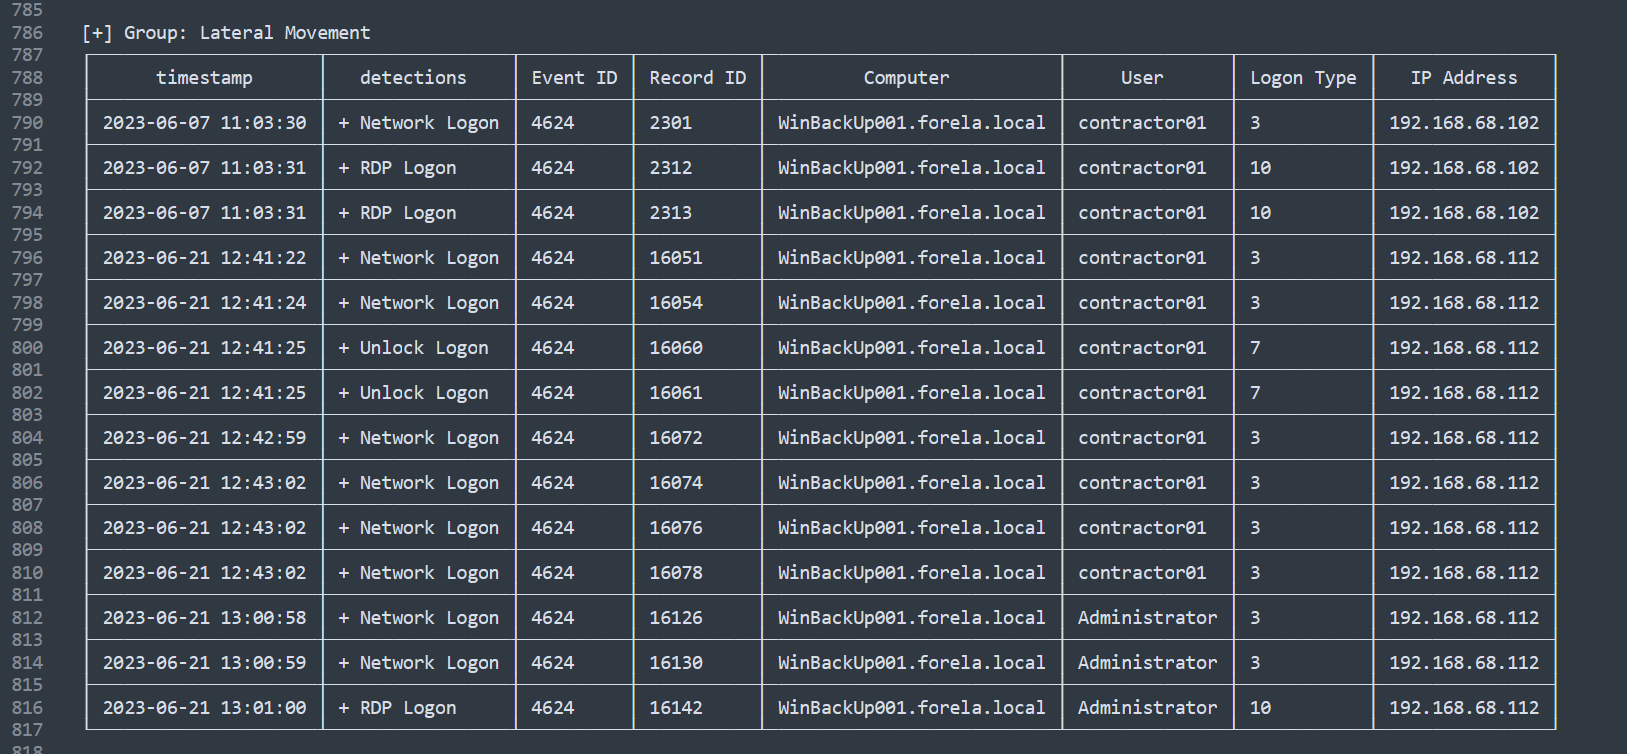 785
786 [+] Group: Lateral Movement
787
788 timestamp detections Event ID Record ID Computer User Logon Type IP Address
789
790 2023-06-07 11:03:30 + Network Logon 4624 2301 WinBackUp001.forela.local contractor01 3 192.168.68.102
791
792 2023-06-07 11:03:31 + RDP Logon 4624 2312 WinBackUp001.forela.local contractor01 10 192.168.68.102
793
794 2023-06-07 11:03:31 + RDP Logon 4624 2313 WinBackUp001.forela.local contractor01 10 192.168.68.102
795
796 2023-06-21 12:41:22 + Network Logon 4624 16051 WinBackUp001.forela.local contractor01 3 192.168.68.112
797
798 2023-06-21 12:41:24 + Network Logon 4624 16054 WinBackUp001.forela.local contractor01 3 192.168.68.112
799
800 2023-06-21 12:41:25 + Unlock Logon 4624 16060 WinBackUp001.forela.local contractor01 7 192.168.68.112
801
802 2023-06-21 12:41:25 + Unlock Logon 4624 16061 WinBackUp001.forela.local contractor01 7 192.168.68.112
803
804 2023-06-21 12:42:59 + Network Logon 4624 16072 WinBackUp001.forela.local contractor01 3 192.168.68.112
805
806 2023-06-21 12:43:02 + Network Logon 4624 16074 WinBackUp001.forela.local contractor01 3 192.168.68.112
807
808 2023-06-21 12:43:02 + Network Logon 4624 16076 WinBackUp001.forela.local contractor01 3 192.168.68.112
809
810 2023-06-21 12:43:02 + Network Logon 4624 16078 WinBackUp001.forela.local contractor01 3 192.168.68.112
811
812 2023-06-21 13:00:58 + Network Logon 4624 16126 WinBackUp001.forela.local Administrator 3 192.168.68.112
813
814 2023-06-21 13:00:59 + Network Logon 4624 16130 WinBackUp001.forela.local Administrator 3 192.168.68.112
815
816 2023-06-21 13:01:00 + RDP Logon 4624 16142 WinBackUp001.forela.local Administrator 10 192.168.68.112
817
818